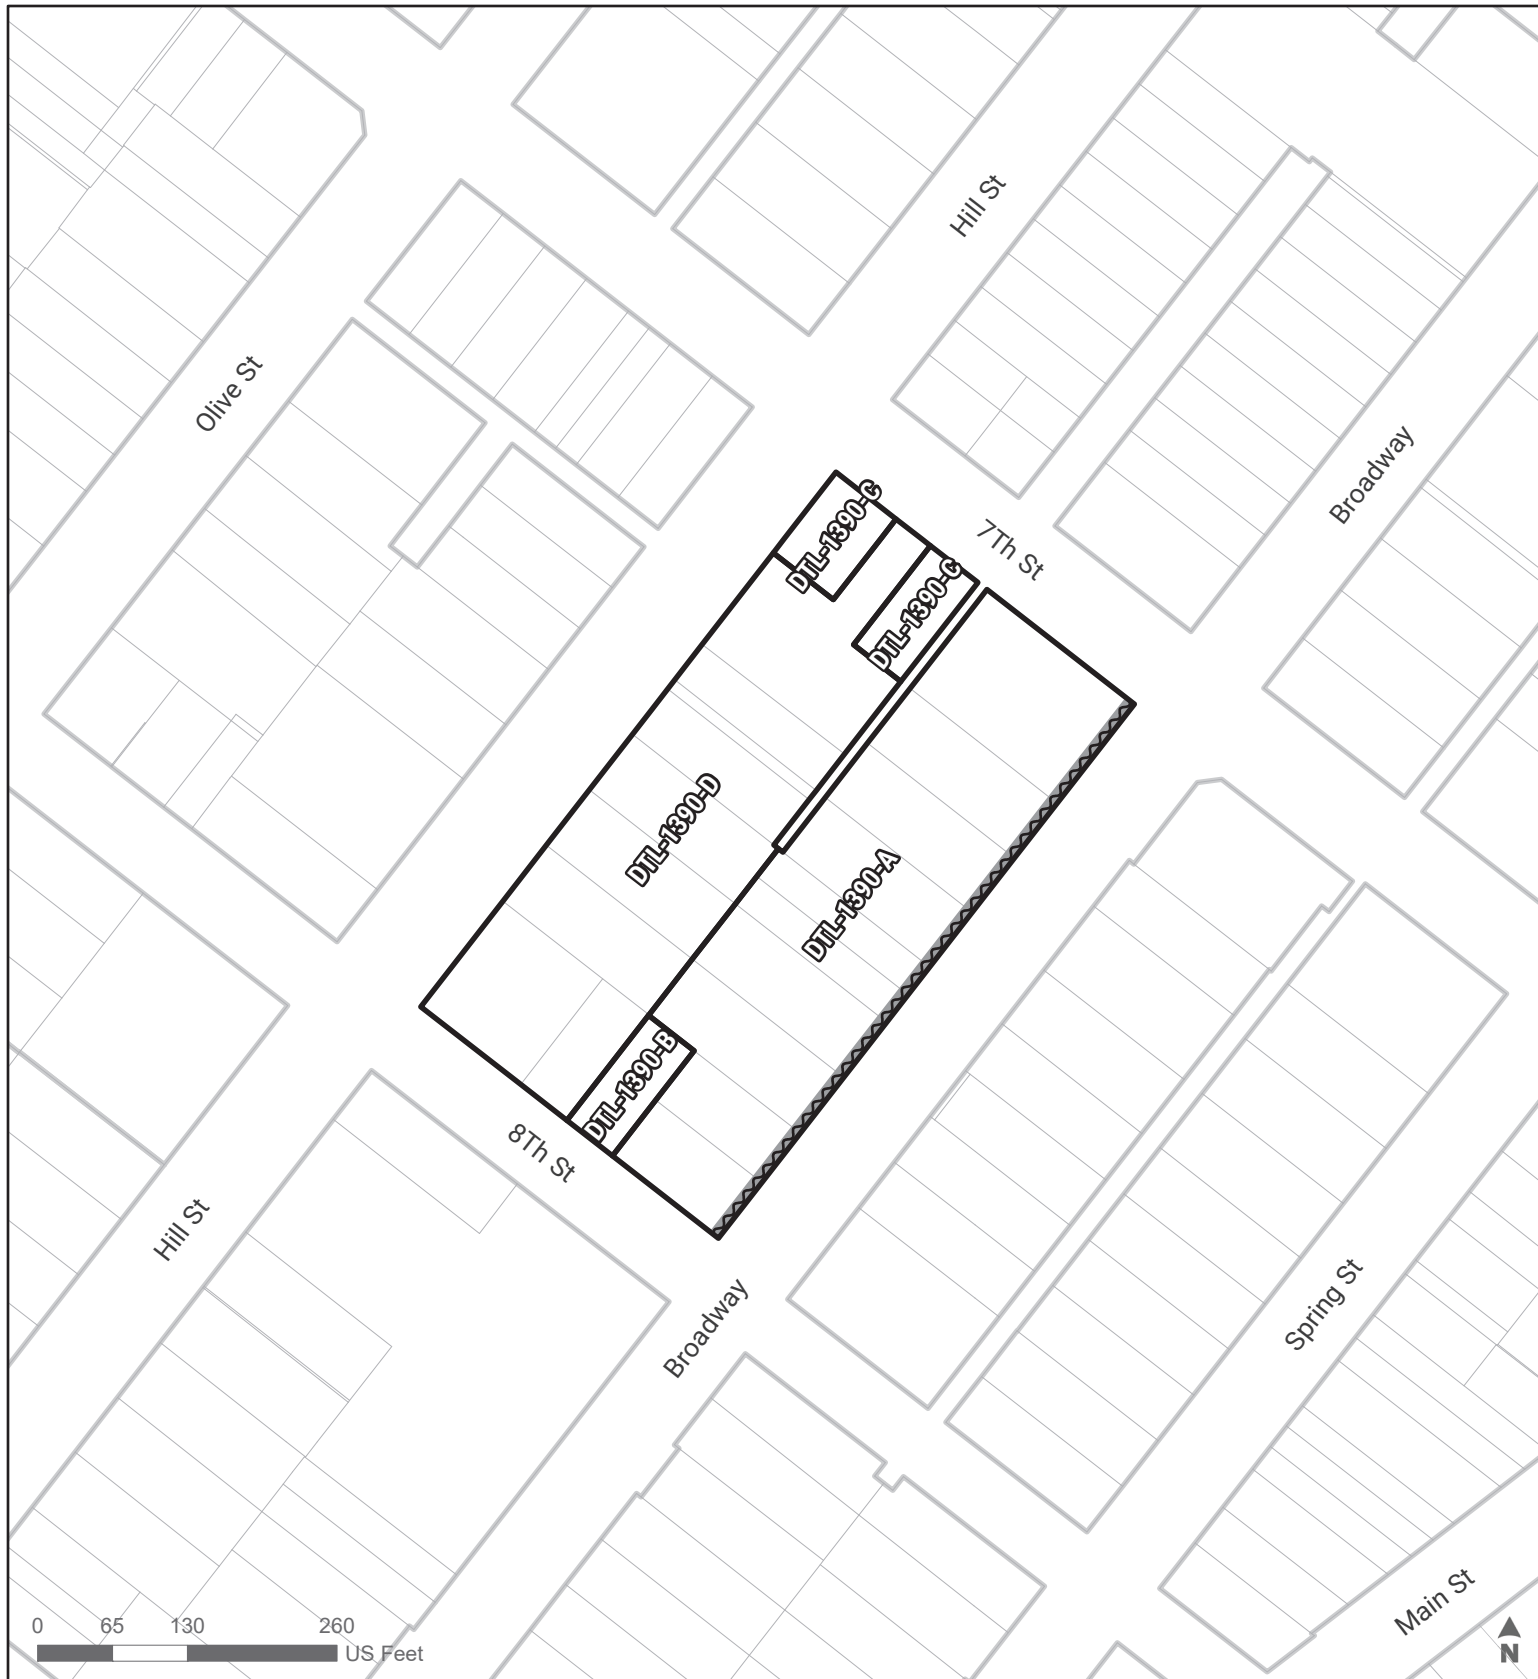 Hill St
Olive St
Broadway
DTL-1390-C
7Th St
DTL-1390-C
DTL-1390-D
DTL-1390-A
DTL-1390-B
8Th St
Hill St
Broadway
Spring St
Main St
0 65 130 260
US Feet
N